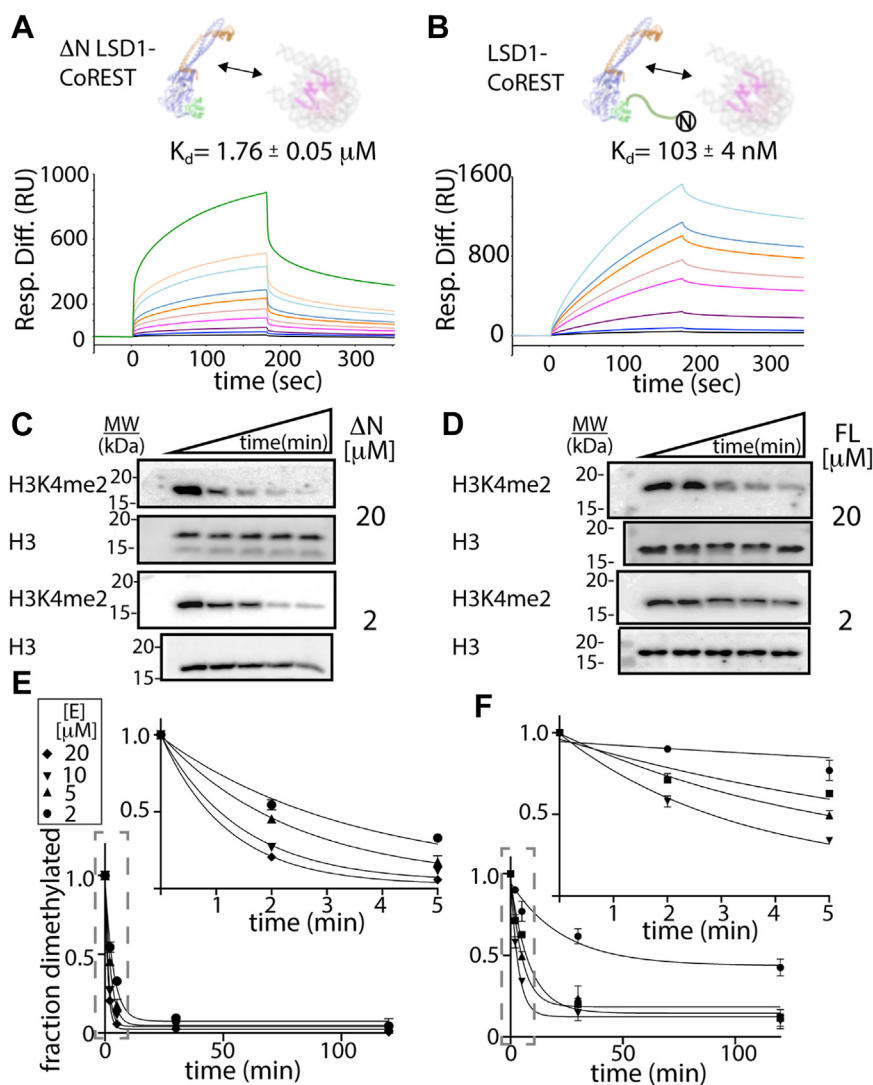 A
ΔN LSD1-
CoREST
K_d= 1.76 ± 0.05 μM
Resp. Diff. (RU)
1000
600
200
0
0 100 200 300
time (sec)
B
LSD1-
CoREST
N
K_d= 103 ± 4 nM
Resp. Diff. (RU)
1600
800
0
0 100 200 300
time (sec)
C
MW
(kDa)
time(min)
ΔN
[μM]
H3K4me2
20-
15-
H3
20-
15-
20
H3K4me2
20-
15-
H3
20-
15-
2
D
MW
(kDa)
time(min)
FL
[μM]
H3K4me2
20-
15-
H3
20-
15-
20
H3K4me2
20-
15-
H3
20-
15-
2
E
[E]
[μM]
20
10
5
2
1.0
0.5
0 1 2 3 4 5
time (min)
fraction dimethylated
1.0
0.5
0
0 50 100
time (min)
F
1.0
0.5
0 1 2 3 4 5
time (min)
1.0
0.5
0
0 50 100
time (min)